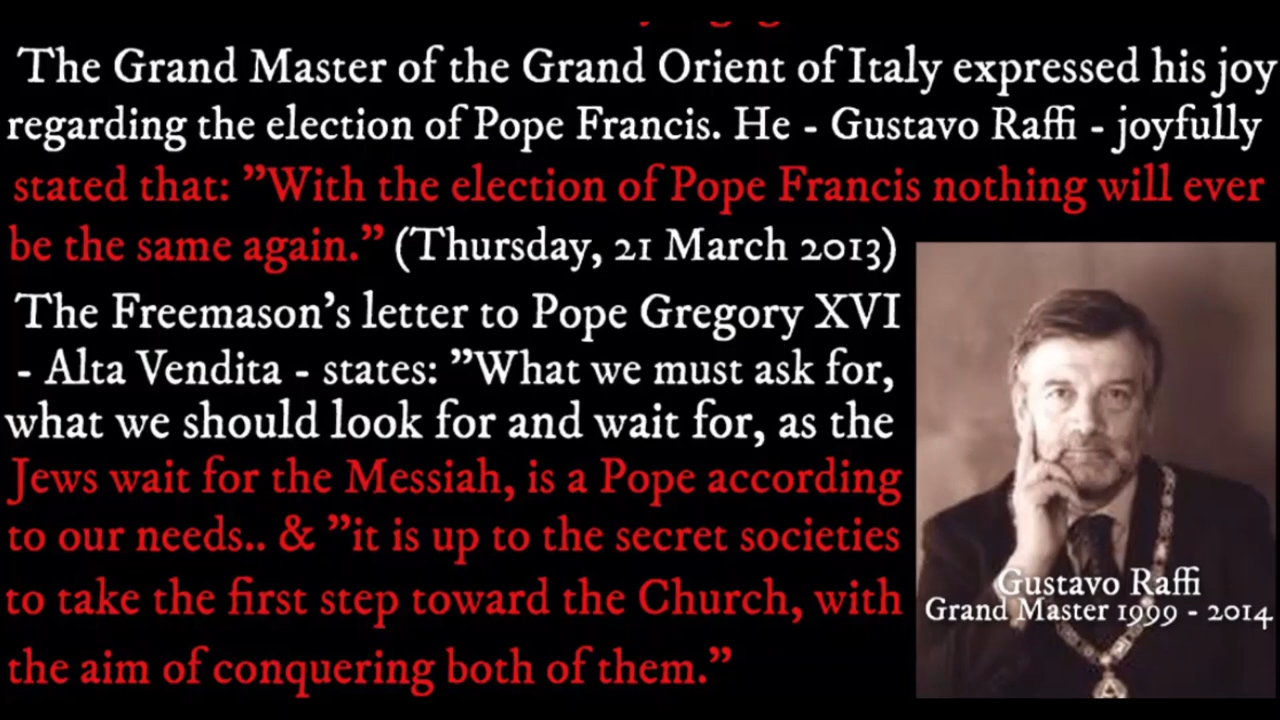 The Grand Master of the Grand Orient of Italy expressed his joy
regarding the election of Pope Francis. He - Gustavo Raffi - joyfully
stated that: ”With the election of Pope Francis nothing will ever
be the same again.” (Thursday, 21 March 2013)
The Freemason’s letter to Pope Gregory XVI
- Alta Vendita - states: ”What we must ask for,
what we should look for and wait for, as the
Jews wait for the Messiah, is a Pope according
to our needs.. & ”it is up to the secret societies
to take the first step toward the Church, with
the aim of conquering both of them.”
Gustavo Raffi
Grand Master 1999 - 2014